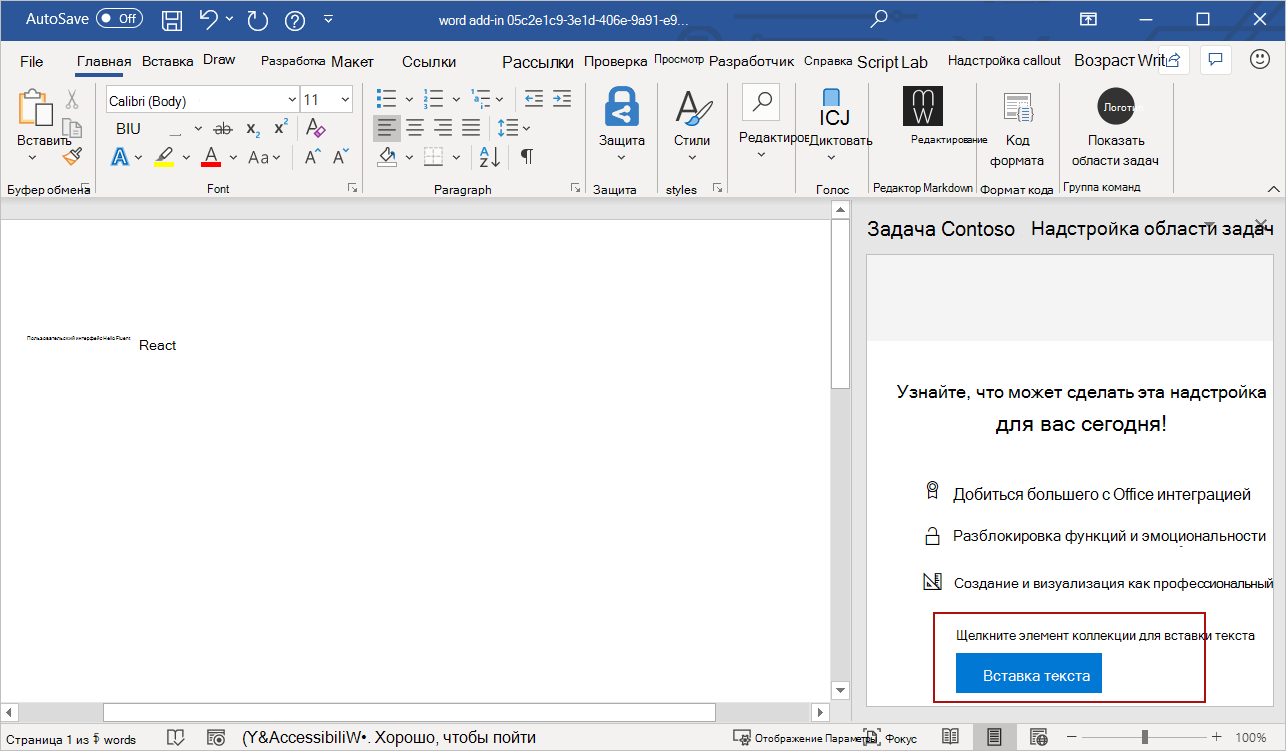 AutoSave Off word add-in 05c2e1c9-3e1d-406e-9a91-e9...
File Главная Вставка Draw Разработка Макет Ссылки Рассылки Проверка Просмотр Разработчик Справка Script Lab Надстройка callout Возраст Writ
Calibri (Body) 11
BIU ab x₂ x²
A A Aa A A
Вставить
Защита
Стили
Редактиров
ICJ
Диктовать
Редактирование
Код
формата
Логоти
Показать
области задач
Буфер обмена Font Paragraph Защита styles Голос Редактор Markdown Формат кода Группа команд
Задача Contoso Надстройка области задач
Пользовательский интерфейс Hello Fluent React
Узнайте, что может сделать эта надстройка
для вас сегодня!
Добиться большего с Office интеграцией
Разблокировка функций и эмоциональности
Создание и визуализация как профессиональный
Щелкните элемент коллекции для вставки текста
Вставка текста
Страница 1 из 5 words (Y&AccessibiliW•. Хорошо, чтобы пойти Отображение Параметры Фокус 100%